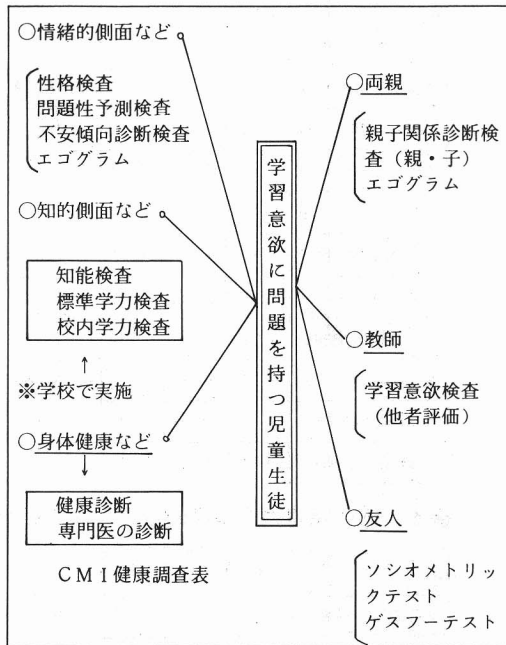 ○情緒的側面など
性格検査
問題性予測検査
不安傾向診断検査
エゴグラム
○知的側面など
知能検査
標準学力検査
校内学力検査
↑
※学校で実施
○身体健康など
↓
健康診断
専門医の診断
CMI健康調査表
学習意欲に問題を持つ児童生徒
○両親
親子関係診断検
査（親・子）
エゴグラム
○教師
学習意欲検査
（他者評価）
○友人
ソシオメトリッ
クテスト
ゲスフーテスト